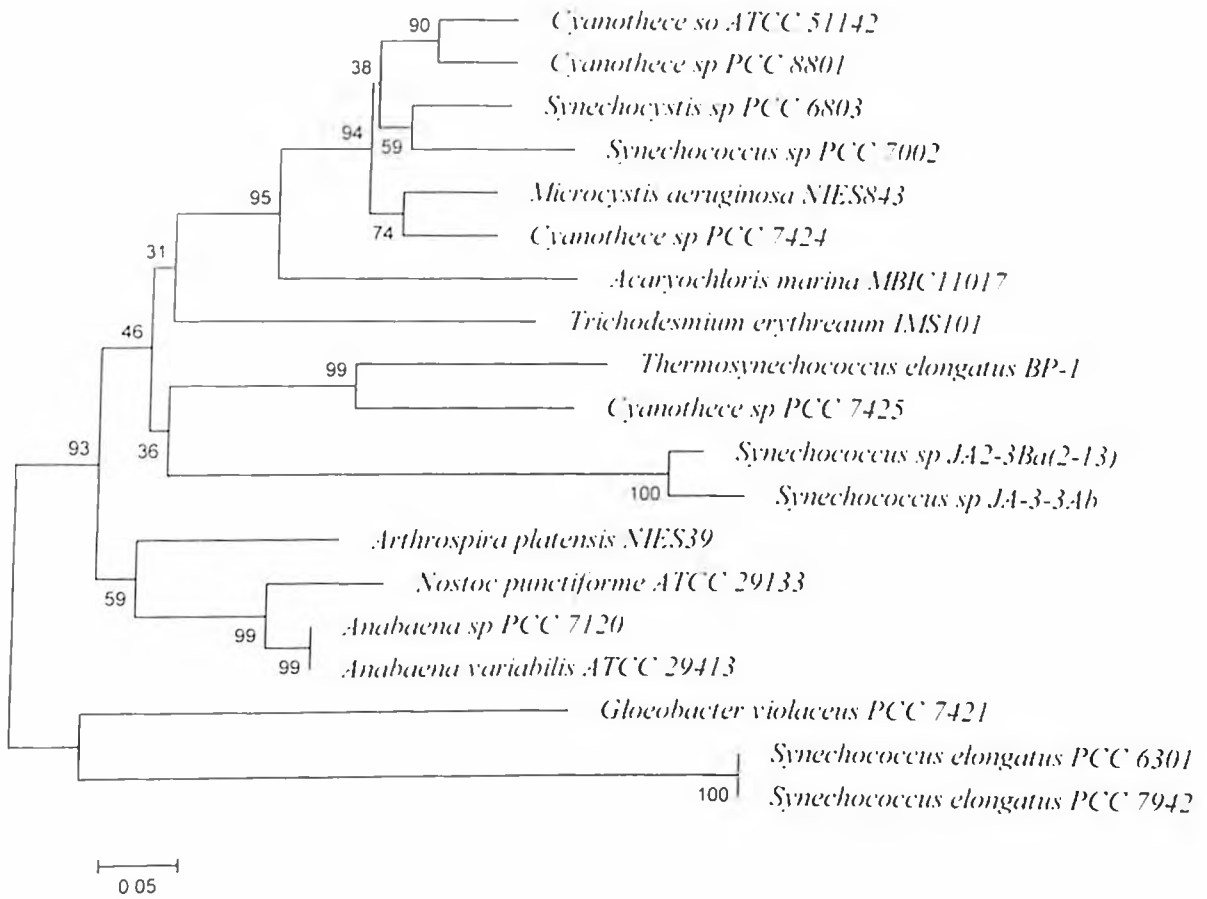 90
Cyanothece so ATCC 51142
Cyanothece sp PCC 8801
38
Synechocystis sp PCC 6803
94
59
Synechococcus sp PCC 7002
95
Microcystis aeruginosa NIES843
74
Cyanothece sp PCC 7424
31
Acaryochloris marina MBIC11017
46
Trichodesmium erythreaum IMS101
99
Thermosynechococcus elongatus BP-1
Cyanothece sp PCC 7425
93
36
Synechococcus sp JA2-3Ba(2-13)
100
Synechococcus sp JA-3-3Ab
Arthrospira platensis NIES39
59
Nostoc punctiforme ATCC 29133
99
Anabaena sp PCC 7120
99
Anabaena variabilis ATCC 29413
Gloeobacter violaceus PCC 7421
Synechococcus elongatus PCC 6301
100
Synechococcus elongatus PCC 7942
0 05